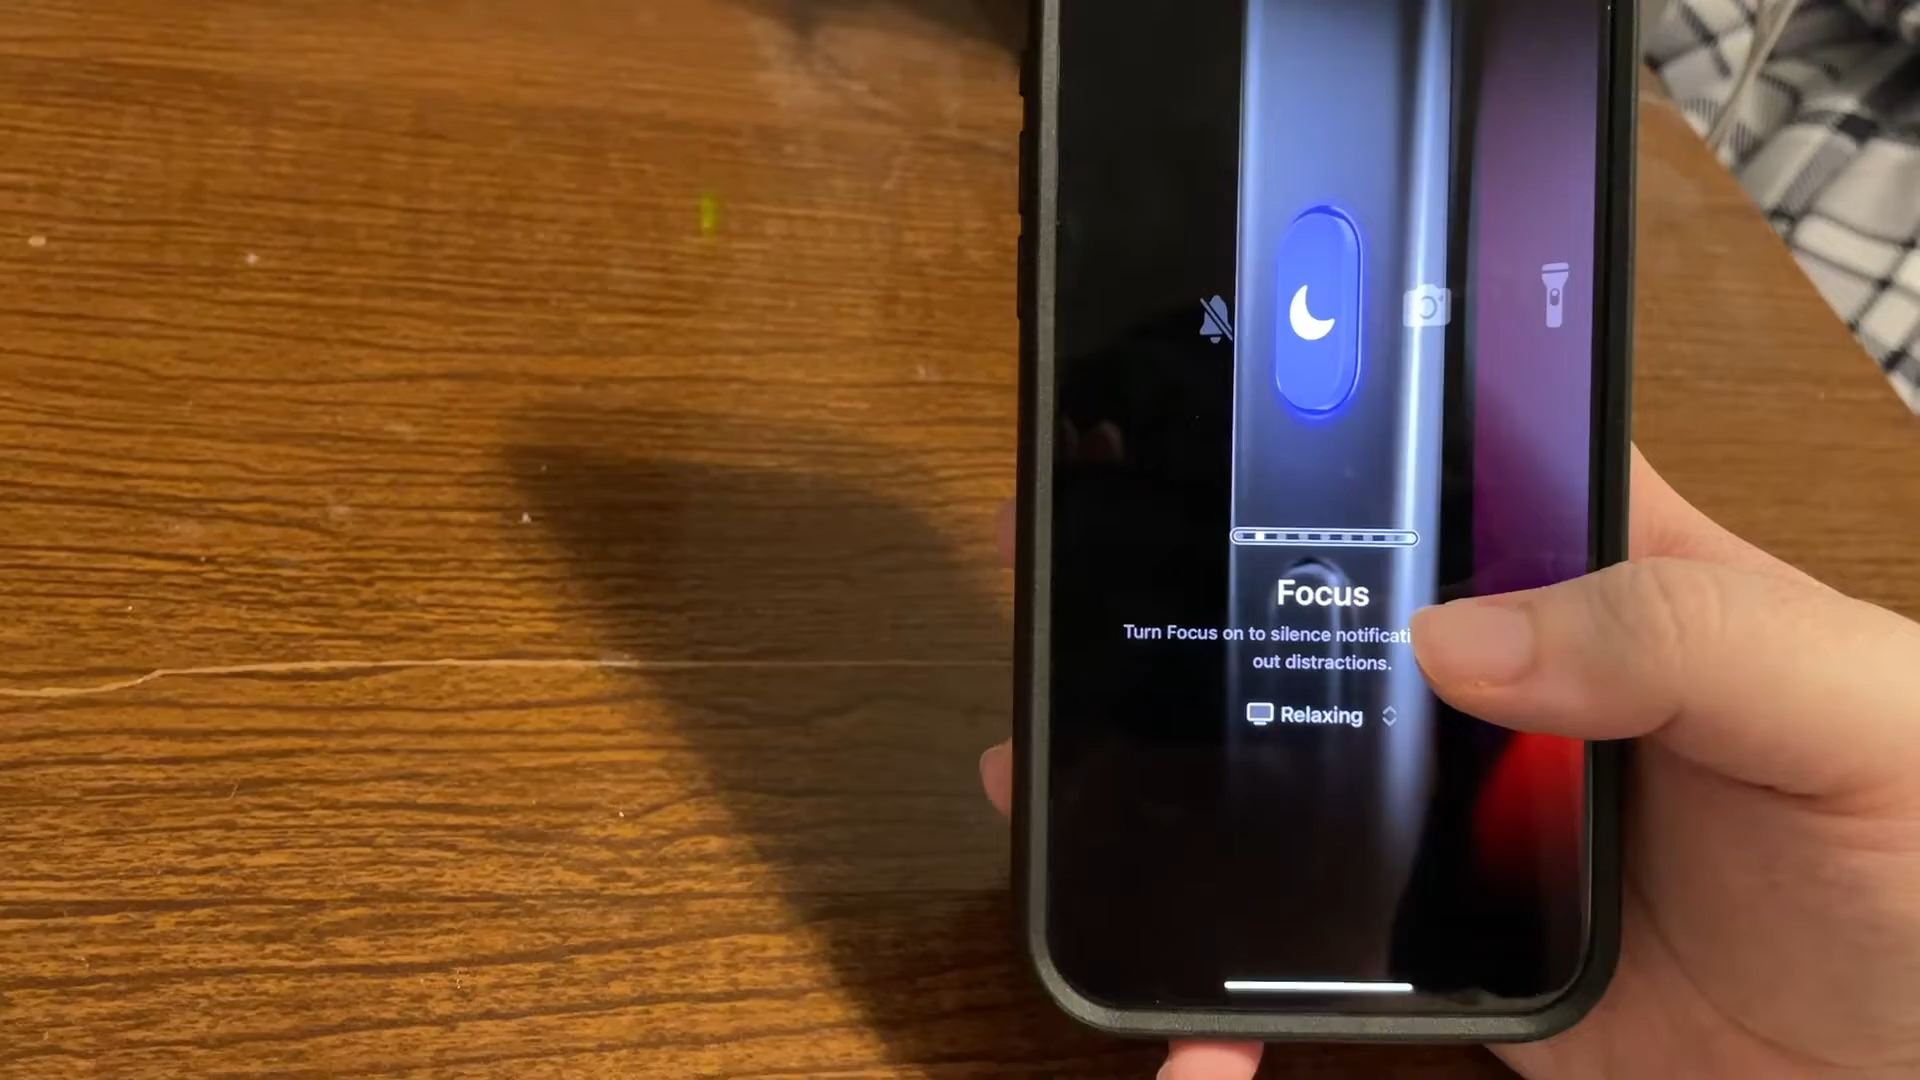 Focus
Turn Focus on to silence notificati
out distractions.
Relaxing